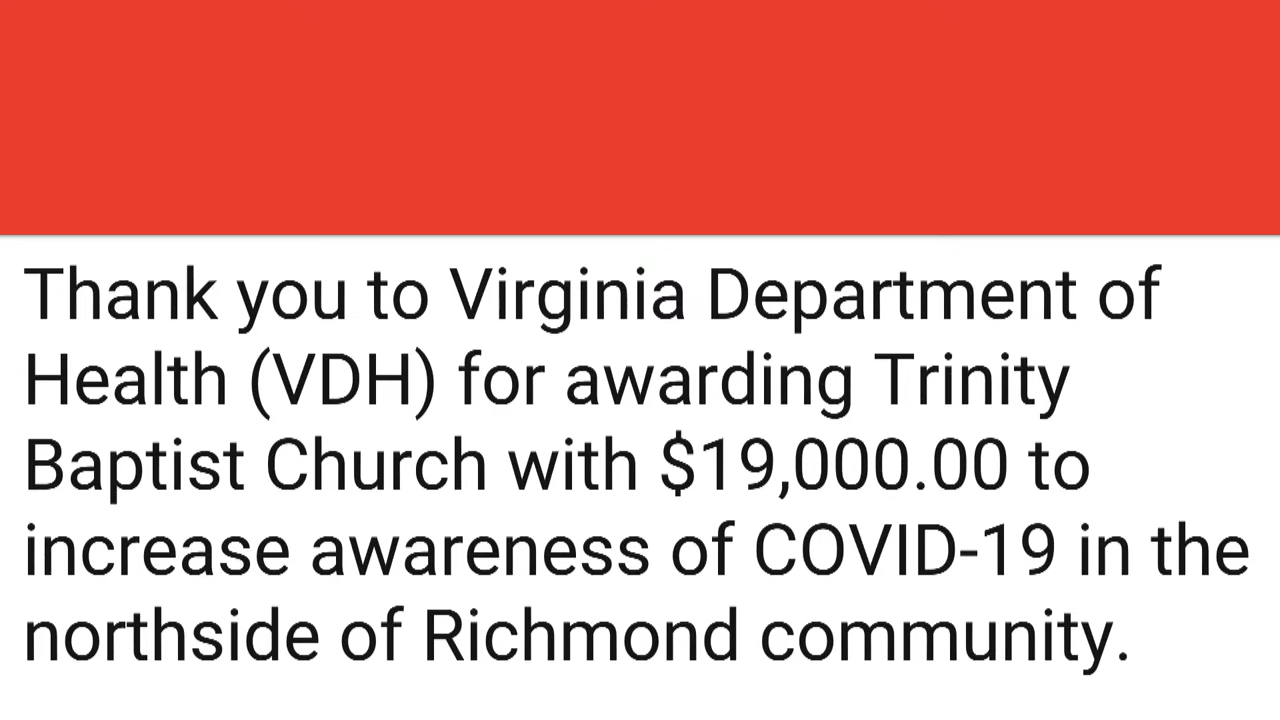 Thank you to Virginia Department of
Health (VDH) for awarding Trinity
Baptist Church with $19,000.00 to
increase awareness of COVID-19 in the
northside of Richmond community.